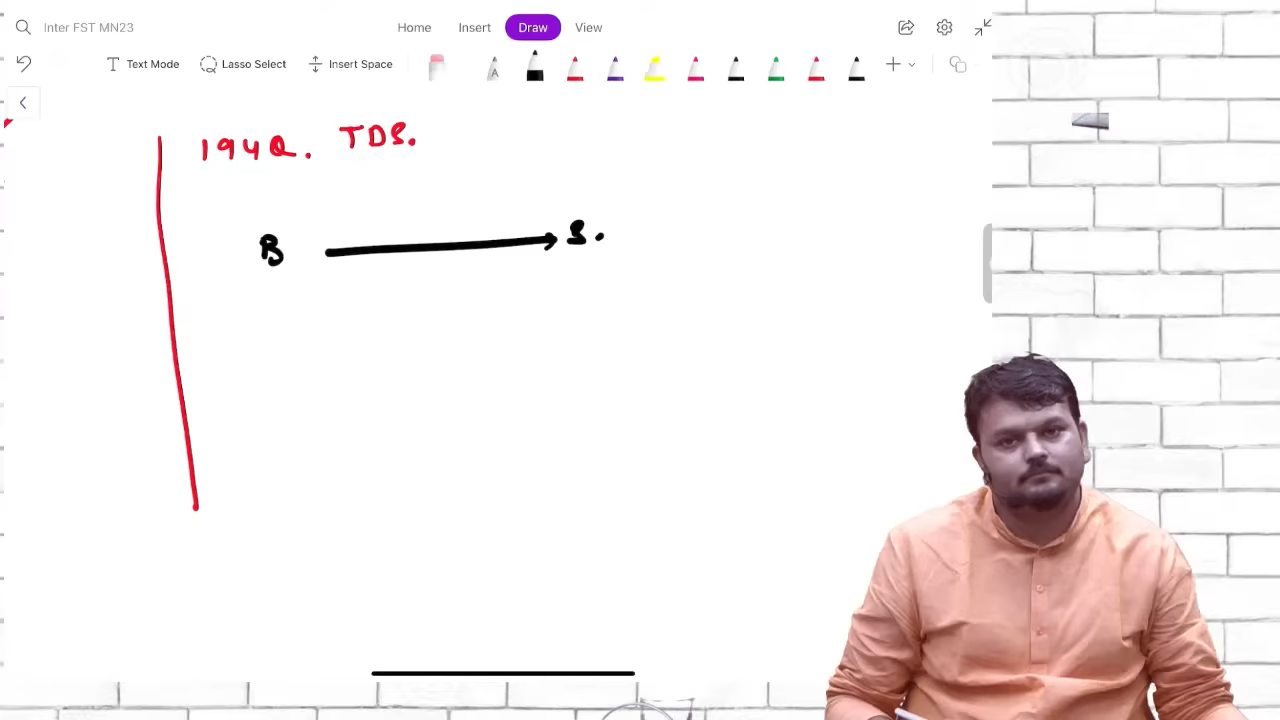 Inter FST MN23
Home Insert Draw View
Text Mode Lasso Select Insert Space
A
194Q. TDS.
B S.